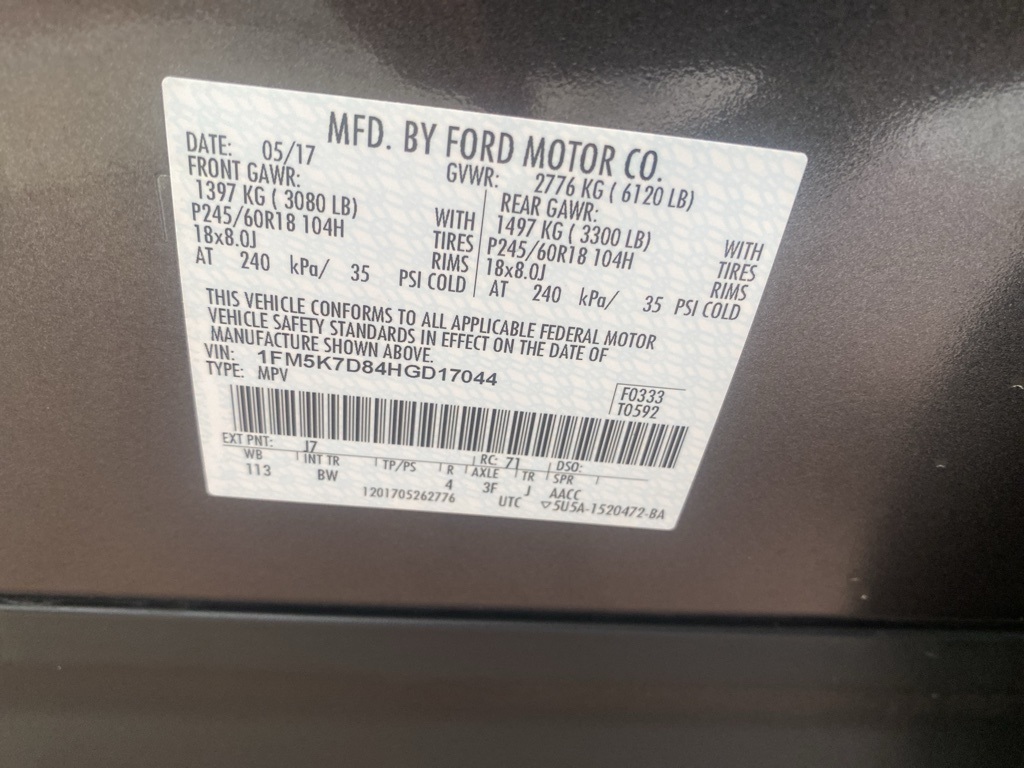 MFD. BY FORD MOTOR CO.
DATE: 05/17 GVWR: 2776 KG ( 6120 LB)
FRONT GAWR: REAR GAWR:
1397 KG ( 3080 LB) WITH 1497 KG ( 3300 LB) WITH
P245/60R18 104H TIRES P245/60R18 104H TIRES
18x8.0J RIMS 18x8.0J RIMS
AT 240 kPa/ 35 PSI COLD AT 240 kPa/ 35 PSI COLD
THIS VEHICLE CONFORMS TO ALL APPLICABLE FEDERAL MOTOR
VEHICLE SAFETY STANDARDS IN EFFECT ON THE DATE OF
MANUFACTURE SHOWN ABOVE.
VIN: 1FM5K7D84HGD17044
TYPE: MPV
F0333
T0592
EXT PNT: J7 RC: 71 DSO:
WB INT TR TP/PS R AXLE TR SPR
113 BW 4 3F J AACC
1201705262776 UTC ▽5U5A-1520472-BA